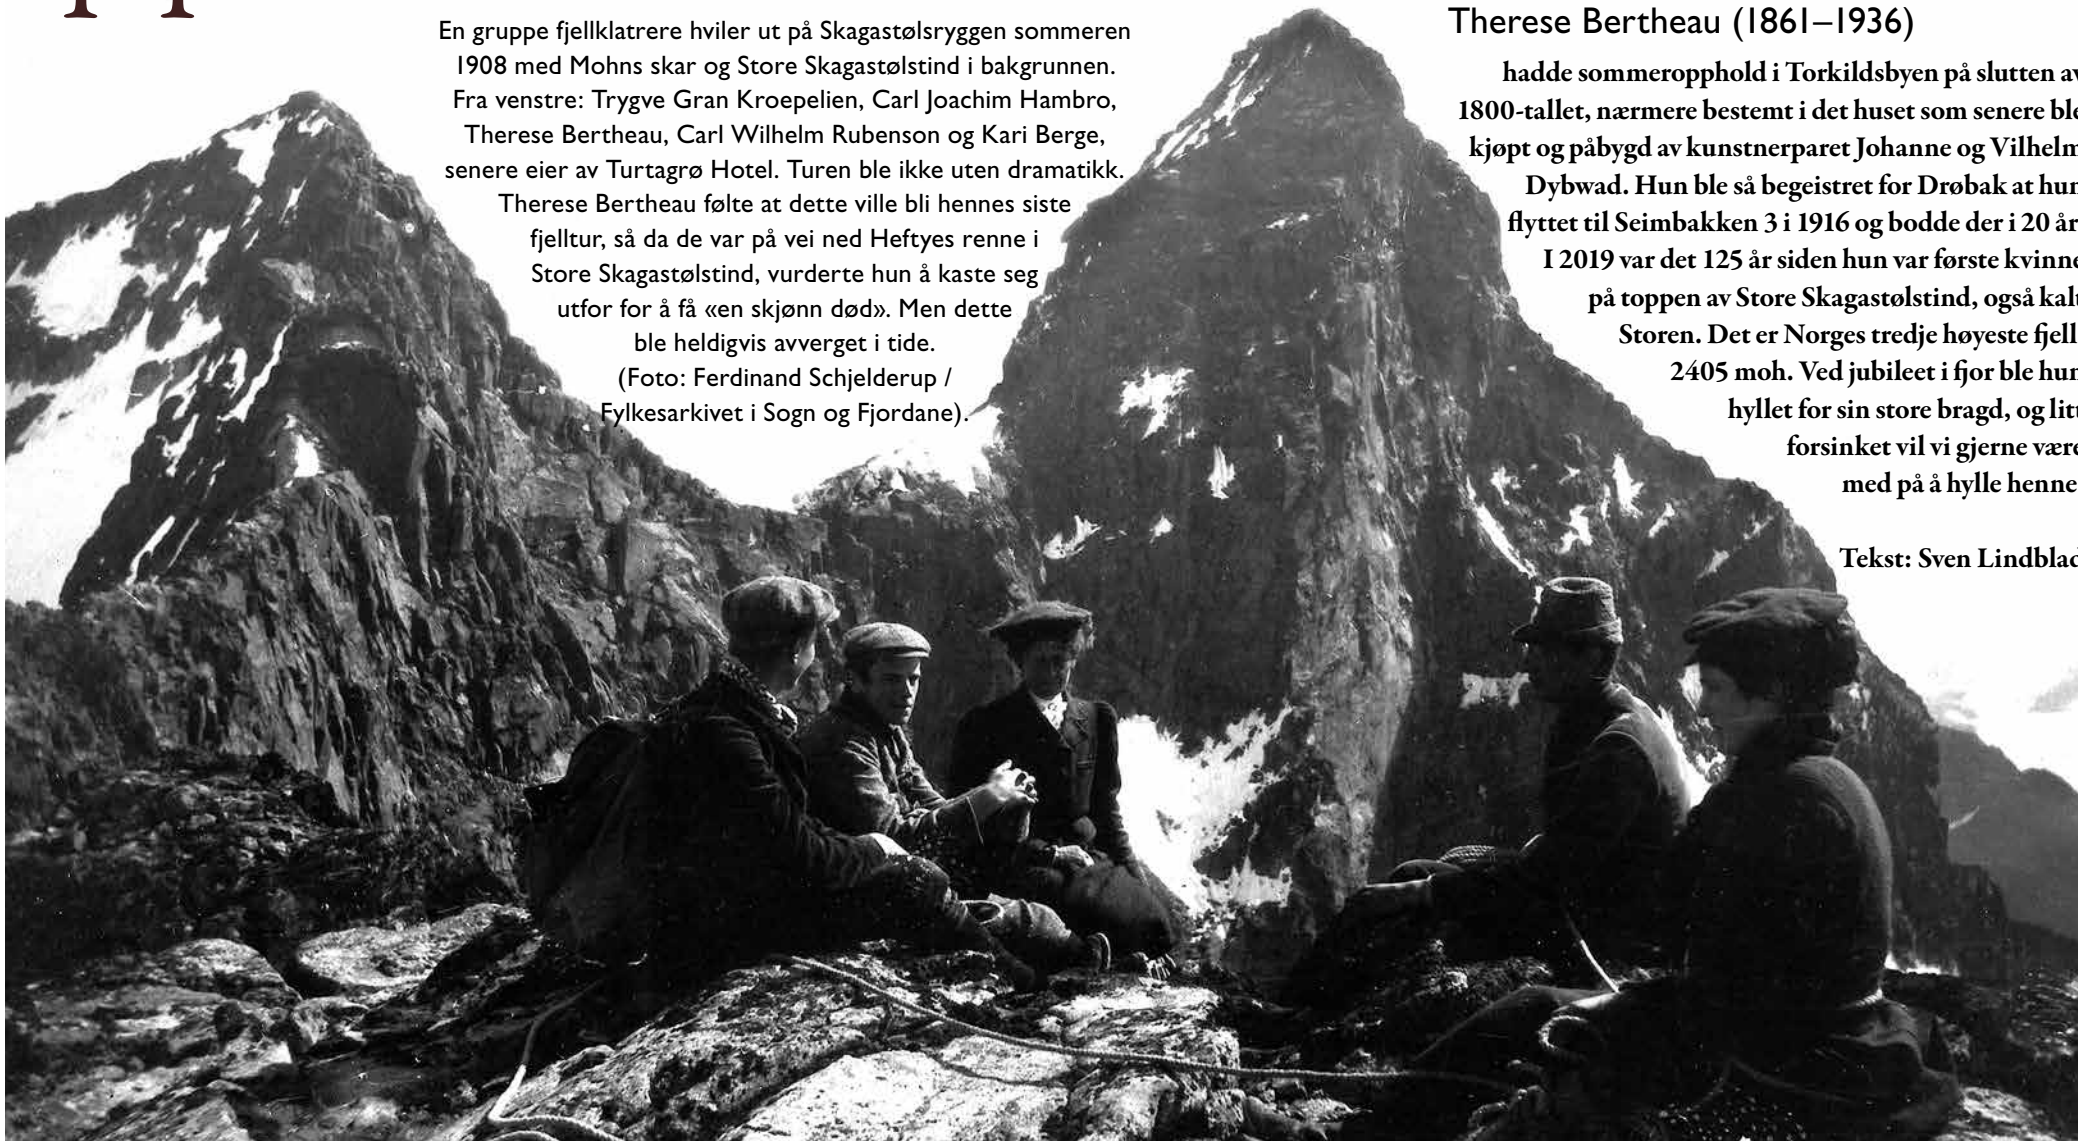 En gruppe fjellklatrere hviler ut på Skagastølsryggen sommeren
1908 med Mohns skar og Store Skagastølstind i bakgrunnen.
Fra venstre: Trygve Gran Kroepelien, Carl Joachim Hambro,
Therese Bertheau, Carl Wilhelm Rubenson og Kari Berge,
senere eier av Turtagrø Hotel. Turen ble ikke uten dramatikk.
Therese Bertheau følte at dette ville bli hennes siste
fjelltur, så da de var på vei ned Heftyes renne i
Store Skagastølstind, vurderte hun å kaste seg
utfor for å få «en skjønn død». Men dette
ble heldigvis avverget i tide.
(Foto: Ferdinand Schjelderup /
Fylkesarkivet i Sogn og Fjordane).
Therese Bertheau (1861–1936)
hadde sommeropphold i Torkildsbyen på slutten av
1800-tallet, nærmere bestemt i det huset som senere ble
kjøpt og påbygd av kunstnerparet Johanne og Vilhelm
Dybwad. Hun ble så begeistret for Drøbak at hun
flyttet til Seimbakken 3 i 1916 og bodde der i 20 år.
I 2019 var det 125 år siden hun var første kvinne
på toppen av Store Skagastølstind, også kalt
Storen. Det er Norges tredje høyeste fjell,
2405 moh. Ved jubileet i fjor ble hun
hyllet for sin store bragd, og litt
forsinket vil vi gjerne være
med på å hylle henne.
Tekst: Sven Lindblad